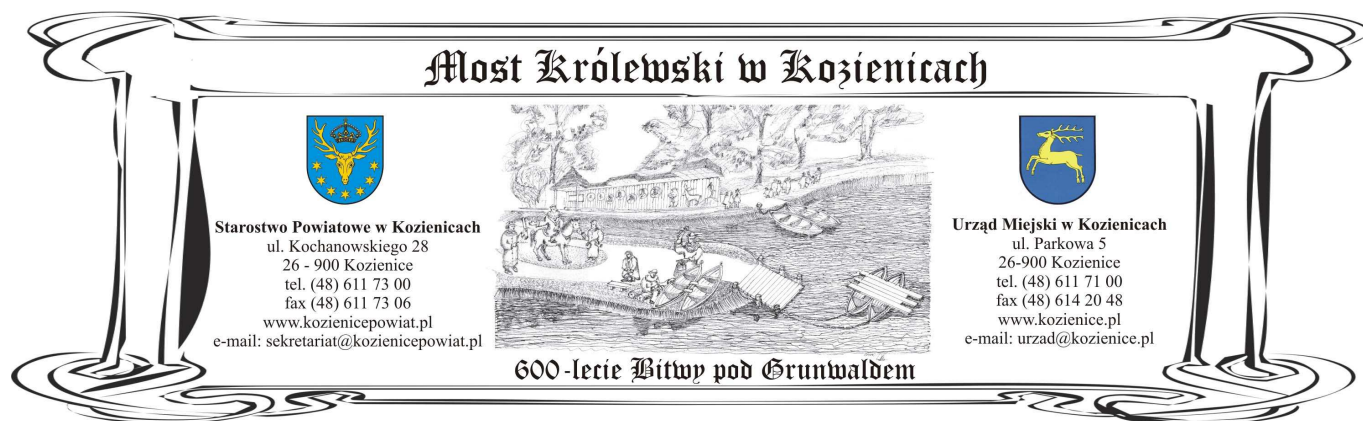 Most Królewski w Kozienicach
Starostwo Powiatowe w Kozienicach
ul. Kochanowskiego 28
26 - 900 Kozienice
tel. (48) 611 73 00
fax (48) 611 73 06
www.kozienicepowiat.pl
e-mail: sekretariat@kozienicepowiat.pl
600-lecie Bitwy pod Grunwaldem
Urząd Miejski w Kozienicach
ul. Parkowa 5
26-900 Kozienice
tel. (48) 611 71 00
fax (48) 614 20 48
www.kozienice.pl
e-mail: urzad@kozienice.pl